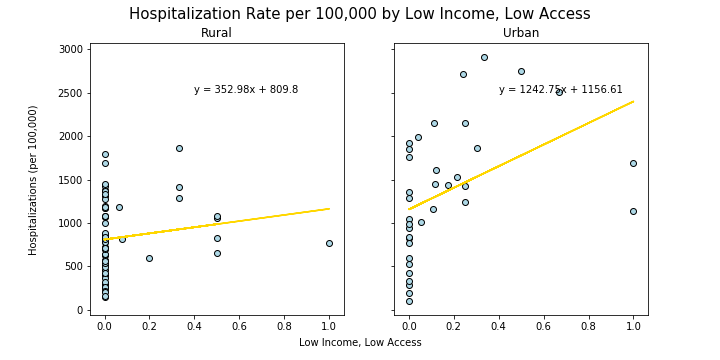 Hospitalization Rate per 100,000 by Low Income, Low Access
Rural
Urban
3000
2500
2000
1500
1000
500
0
Hospitalizations (per 100,000)
y = 352.98x + 809.8
y = 1242.75x + 1156.61
0.0 0.2 0.4 0.6 0.8 1.0
0.0 0.2 0.4 0.6 0.8 1.0
Low Income, Low Access